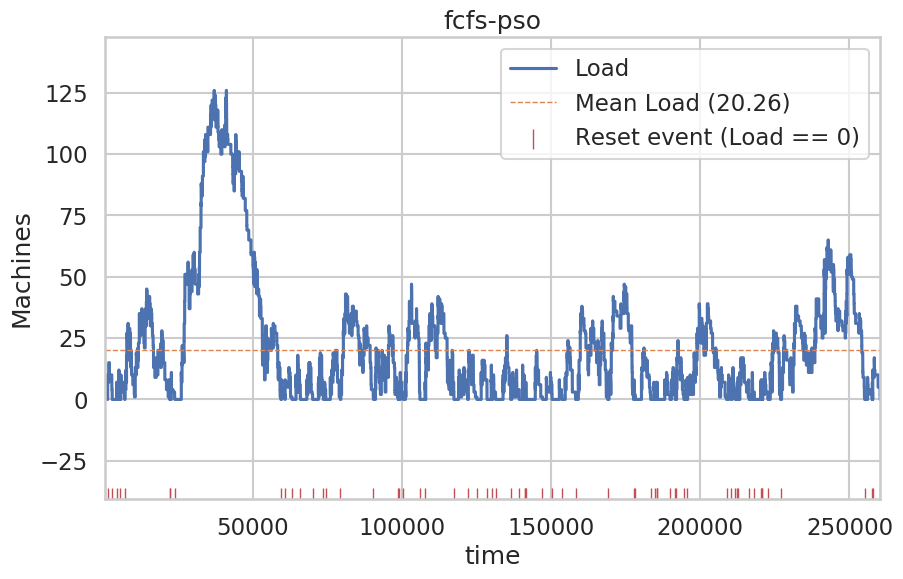 fcfs-pso
Load
Mean Load (20.26)
Reset event (Load == 0)
Machines
125
100
75
50
25
0
−25
50000
100000
150000
200000
250000
time